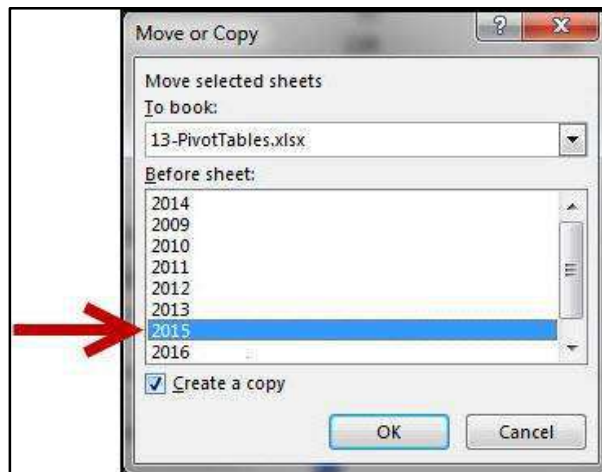 Move or Copy
Move selected sheets
To book:
13-PivotTables.xlsx
Before sheet:
2014
2009
2010
2011
2012
2013
2015
2016
Create a copy
OK
Cancel